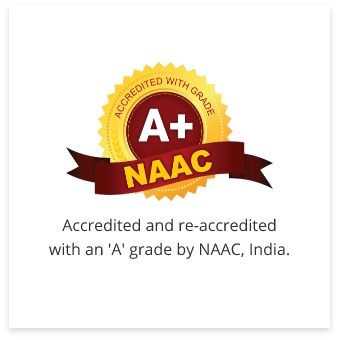 ACCREDITED WITH GRADE
A+
NAAC
Accredited and re-accredited
with an 'A' grade by NAAC, India.